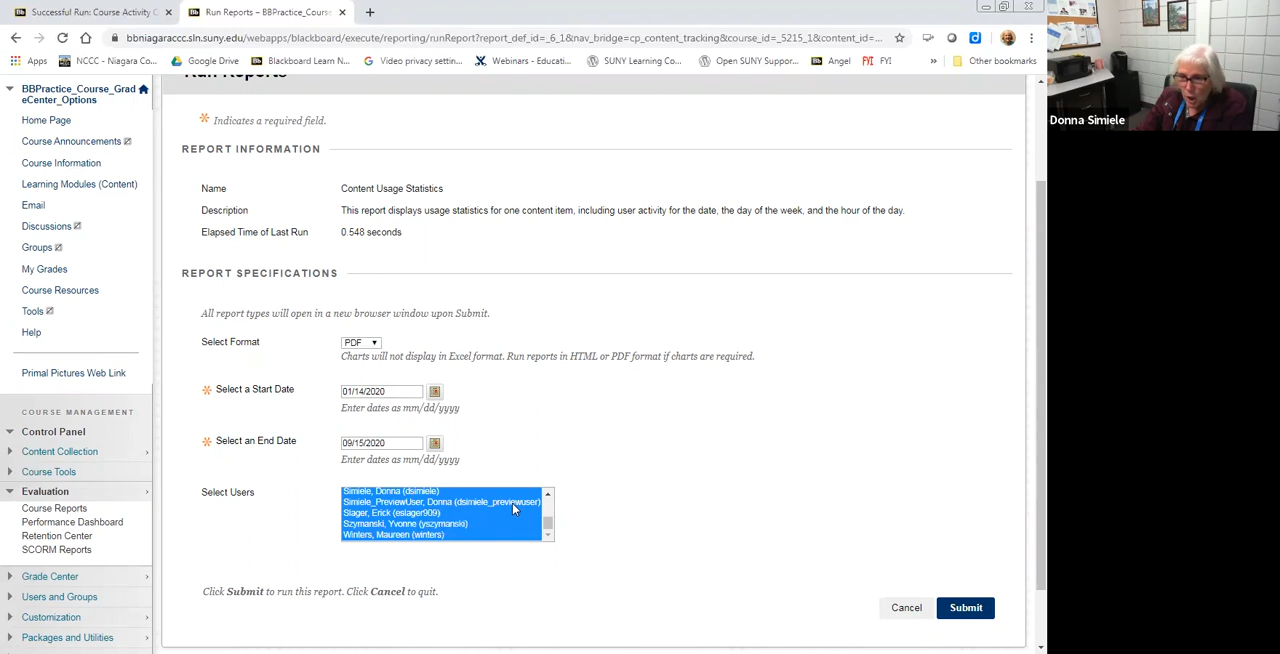 Successful Run: Course Activity C
Run Reports – BBPractice_Course_
bbniagaraccc.sln.suny.edu/webapps/blackboard/execute/reporting/runReport?report_def_id=_6_1&nav_bridge=cp_content_tracking&course_id=_5215_1&content_id=...
Apps
NCCC - Niagara Co...
Google Drive
Blackboard Learn N...
Video privacy settin...
Webinars - Educati...
SUNY Learning Co...
Open SUNY Suppor...
Angel
FYI FYI
»
Other bookmarks
BBPractice_Course_Grad
eCenter_Options
Home Page
Course Announcements
Course Information
Learning Modules (Content)
Email
Discussions
Groups
My Grades
Course Resources
Tools
Help
Primal Pictures Web Link
COURSE MANAGEMENT
Control Panel
Content Collection
Course Tools
Evaluation
Course Reports
Performance Dashboard
Retention Center
SCORM Reports
Grade Center
Users and Groups
Customization
Packages and Utilities
Run Reports
Indicates a required field.
REPORT INFORMATION
Name Content Usage Statistics
Description This report displays usage statistics for one content item, including user activity for the date, the day of the week, and the hour of the day.
Elapsed Time of Last Run 0.548 seconds
REPORT SPECIFICATIONS
All report types will open in a new browser window upon Submit.
Select Format PDF
Charts will not display in Excel format. Run reports in HTML or PDF format if charts are required.
Select a Start Date 01/14/2020
Enter dates as mm/dd/yyyy
Select an End Date 09/15/2020
Enter dates as mm/dd/yyyy
Select Users
Simiele, Donna (dsimiele)
Simiele_PreviewUser, Donna (dsimiele_previewuser)
Slager, Erick (eslager909)
Szymanski, Yvonne (yszymanski)
Winters, Maureen (winters)
Click Submit to run this report. Click Cancel to quit.
Cancel Submit
Donna Simiele